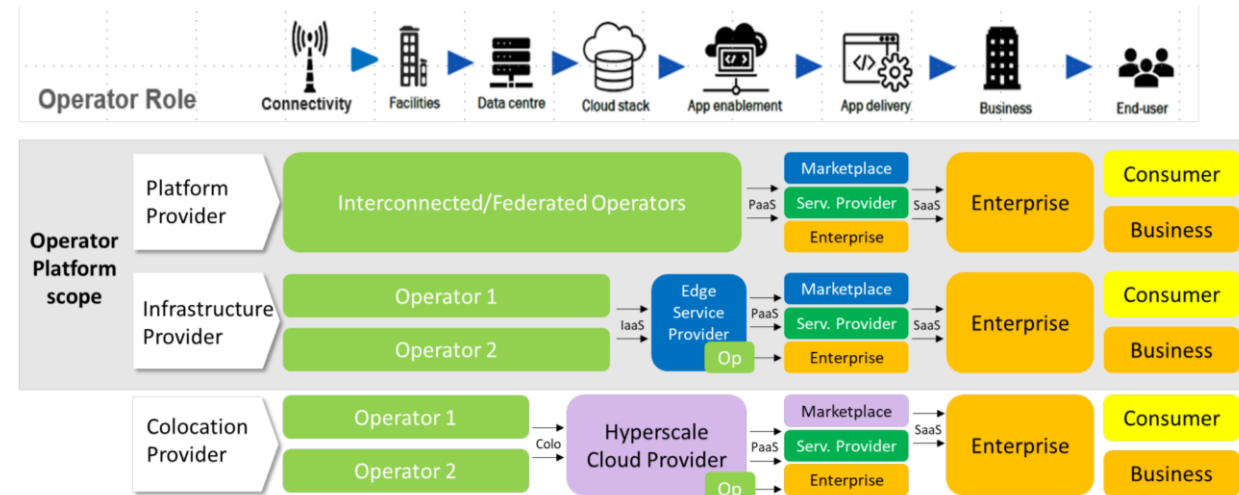 Operator Role
Connectivity
Facilities
Data centre
Cloud stack
App enablement
App delivery
Business
End-user
Operator
Platform
scope
Platform
Provider
Interconnected/Federated Operators
PaaS
Marketplace
Serv. Provider
Enterprise
SaaS
Enterprise
Consumer
Business
Infrastructure
Provider
Operator 1
Operator 2
IaaS
Edge
Service
Provider
Op
PaaS
Marketplace
Serv. Provider
Enterprise
SaaS
Enterprise
Consumer
Business
Colocation
Provider
Operator 1
Operator 2
Colo
Hyperscale
Cloud Provider
Op
PaaS
Marketplace
Serv. Provider
Enterprise
SaaS
Enterprise
Consumer
Business